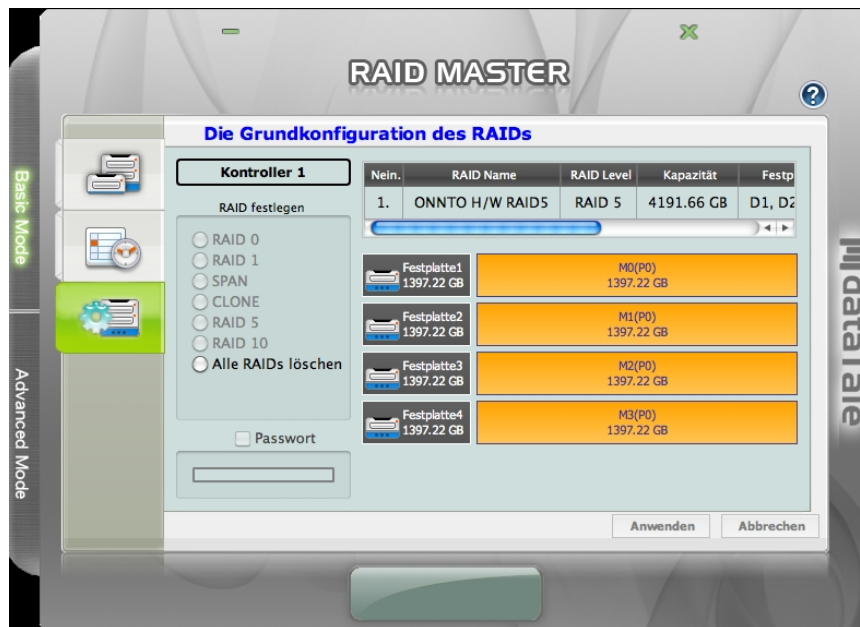 RAID MASTER
?
Die Grundkonfiguration des RAIDs
Basic Mode
Advanced Mode
Kontroller 1
RAID festlegen
RAID 0
RAID 1
SPAN
CLONE
RAID 5
RAID 10
Alle RAIDs löschen
Passwort
Nein. RAID Name RAID Level Kapazität Festp
1. ONNTO H/W RAID5 RAID 5 4191.66 GB D1, D2
Festplatte1
1397.22 GB
M0(P0)
1397.22 GB
Festplatte2
1397.22 GB
M1(P0)
1397.22 GB
Festplatte3
1397.22 GB
M2(P0)
1397.22 GB
Festplatte4
1397.22 GB
M3(P0)
1397.22 GB
Anwenden Abbrechen
dataTale